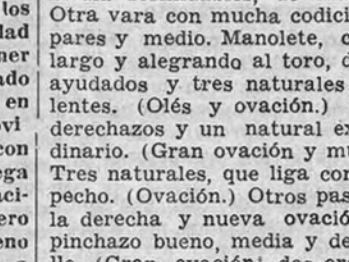 los
dad
ner
ado
en
ovi
con
ega
aci-
ero
eno
Otra vara con mucha codici
pares y medio. Manolete, c
largo y alegrando al toro, d
ayudados y tres naturales
lentes. (Olés y ovación.)
derechazos y un natural ex
dinario. (Gran ovación y mu
Tres naturales, que liga con
pecho. (Ovación.) Otros pas
la derecha y nueva ovació
pinchazo bueno, media y de